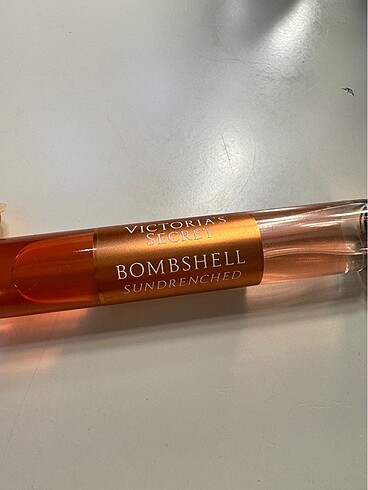 VICTORIA'S
SECRET
BOMBSHELL
SUNDRENCHED